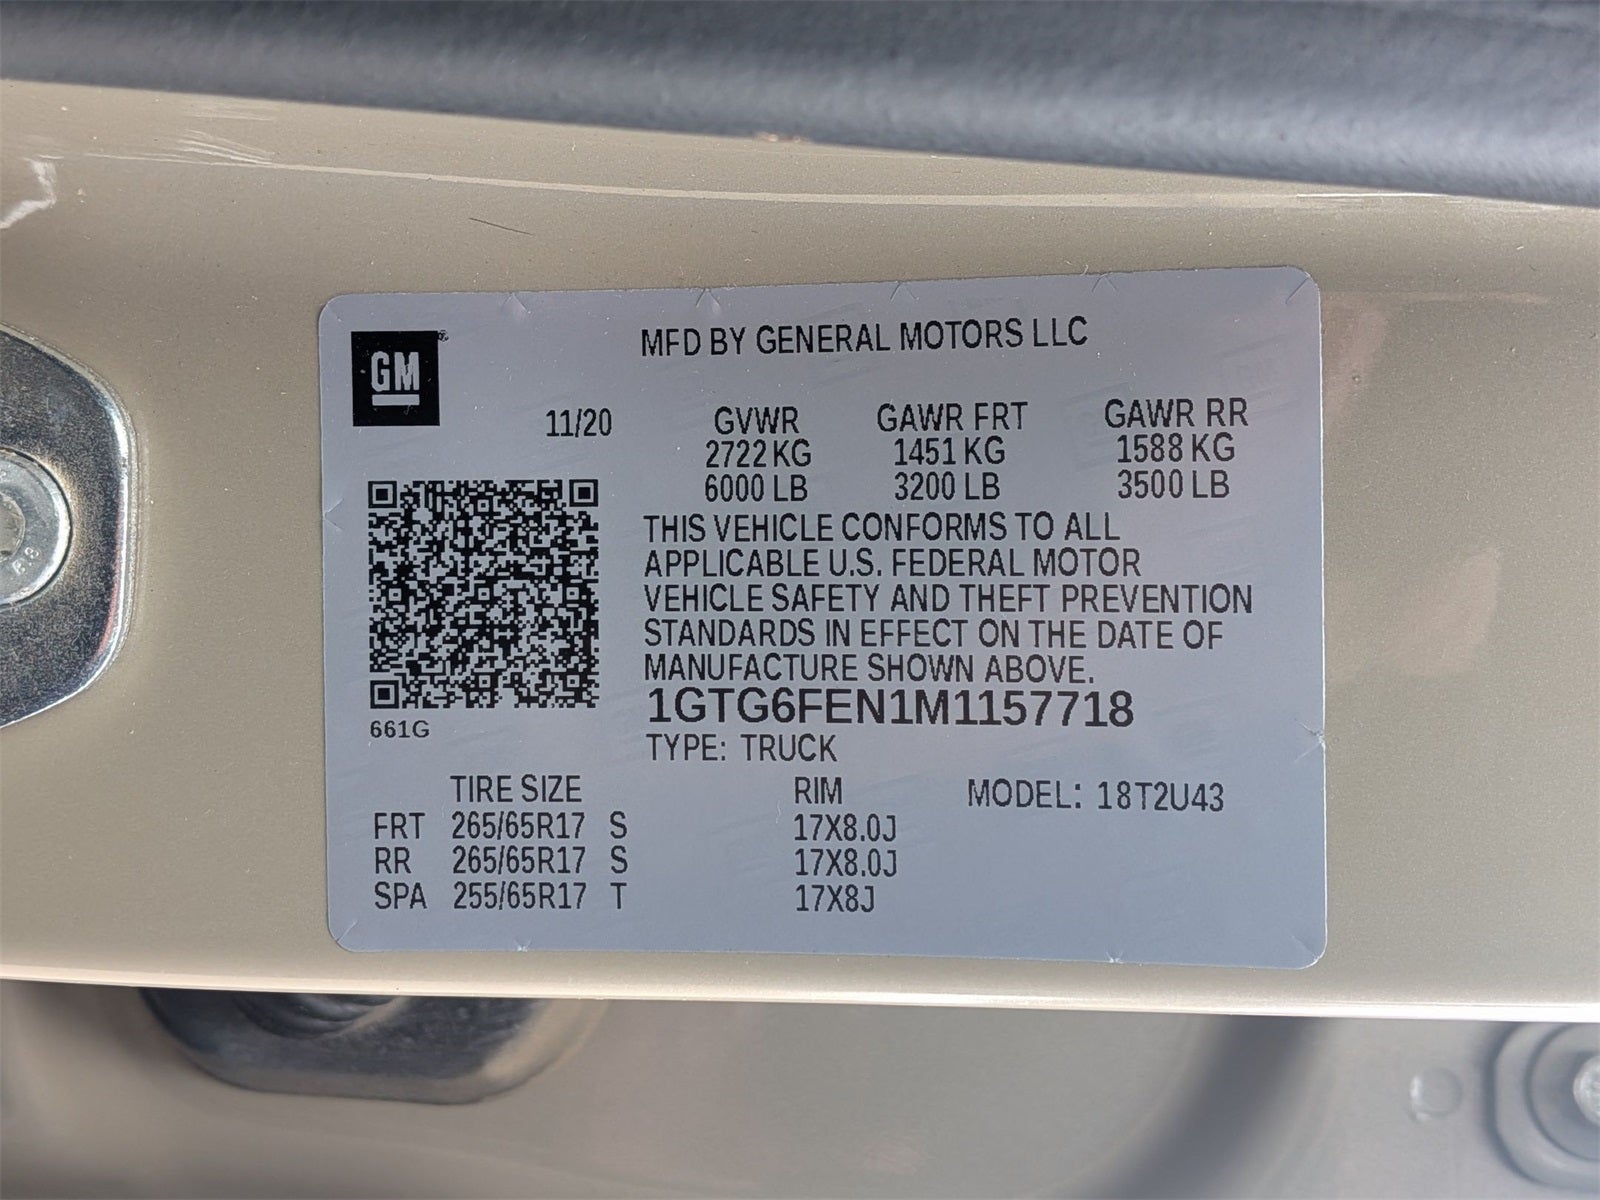 GM
MFD BY GENERAL MOTORS LLC
11/20 GVWR GAWR FRT GAWR RR
2722 KG 1451 KG 1588 KG
6000 LB 3200 LB 3500 LB
THIS VEHICLE CONFORMS TO ALL
APPLICABLE U.S. FEDERAL MOTOR
VEHICLE SAFETY AND THEFT PREVENTION
STANDARDS IN EFFECT ON THE DATE OF
MANUFACTURE SHOWN ABOVE.
661G
1GTG6FEN1M1157718
TYPE: TRUCK
TIRE SIZE RIM MODEL: 18T2U43
FRT 265/65R17 S 17X8.0J
RR 265/65R17 S 17X8.0J
SPA 255/65R17 T 17X8J